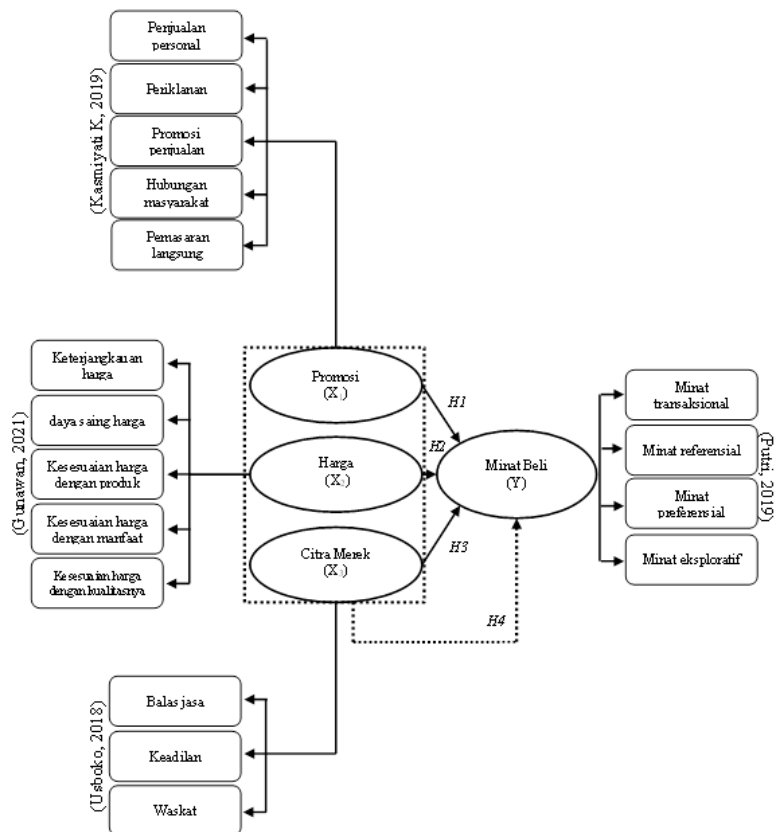 (Kasmiyati K, 2019)
Penjualan
personal
Periklanan
Promosi
penjualan
Hubungan
masyarakat
Pemasaran
langsung
(Gunawan, 2021)
Keterjangkauan
harga
daya saing harga
Kesesuaian harga
dengan produk
Kesesuaian harga
dengan manfaat
Kesesuaian harga
dengan kualitasnya
Promosi
(X₁)
Harga
(X₂)
Citra Merek
(X₃)
H1
H2
H3
H4
Minat Beli
(Y)
Minat
transaksional
Minat referensial
Minat
preferensial
Minat eksploratif
(Putri, 2019)
(Usboko, 2018)
Balas jasa
Keadilan
Waskat